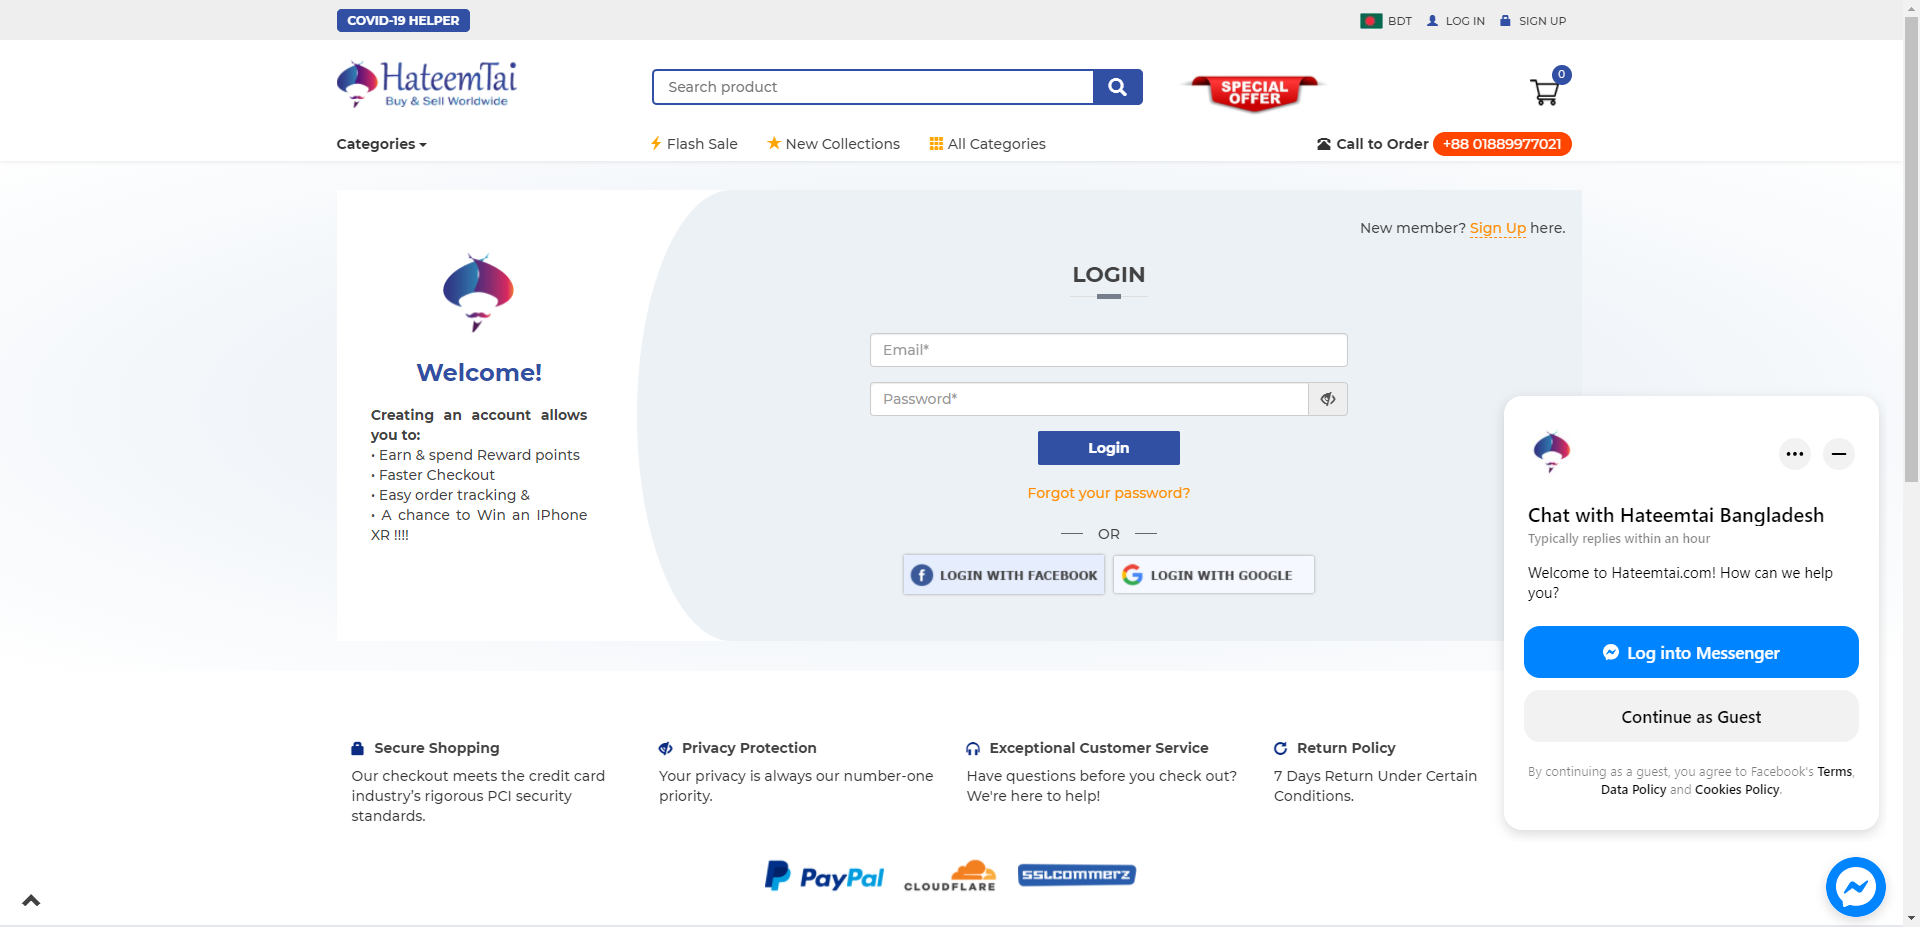 COVID-19 HELPER
BDT LOG IN SIGN UP
HateemTai
Buy & Sell Worldwide
Search product
SPECIAL
OFFER
0
Categories
Flash Sale New Collections All Categories
Call to Order +88 01889977021
New member? Sign Up here.
Welcome!
Creating an account allows
you to:
• Earn & spend Reward points
• Faster Checkout
• Easy order tracking &
• A chance to Win an IPhone
XR !!!!
LOGIN
Email*
Password*
Login
Forgot your password?
OR
LOGIN WITH FACEBOOK
LOGIN WITH GOOGLE
Chat with Hateemtai Bangladesh
Typically replies within an hour
Welcome to Hateemtai.com! How can we help
you?
Log into Messenger
Continue as Guest
By continuing as a guest, you agree to Facebook's Terms,
Data Policy and Cookies Policy.
Secure Shopping
Our checkout meets the credit card
industry’s rigorous PCI security
standards.
Privacy Protection
Your privacy is always our number-one
priority.
Exceptional Customer Service
Have questions before you check out?
We're here to help!
Return Policy
7 Days Return Under Certain
Conditions.
PayPal
CLOUDFLARE
SSLCOMMERZ